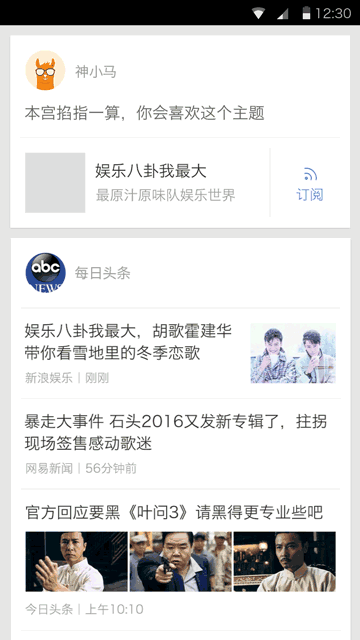 12:30
神小马
本宫掐指一算，你会喜欢这个主题
娱乐八卦我最大
最原汁原味队娱乐世界
订阅
abc
NEWS
每日头条
娱乐八卦我最大，胡歌霍建华
带你看雪地里的冬季恋歌
新浪娱乐｜刚刚
暴走大事件 石头2016又发新专辑了，拄拐
现场签售感动歌迷
网易新闻｜56分钟前
官方回应要黑《叶问3》请黑得更专业些吧
今日头条｜上午10:10